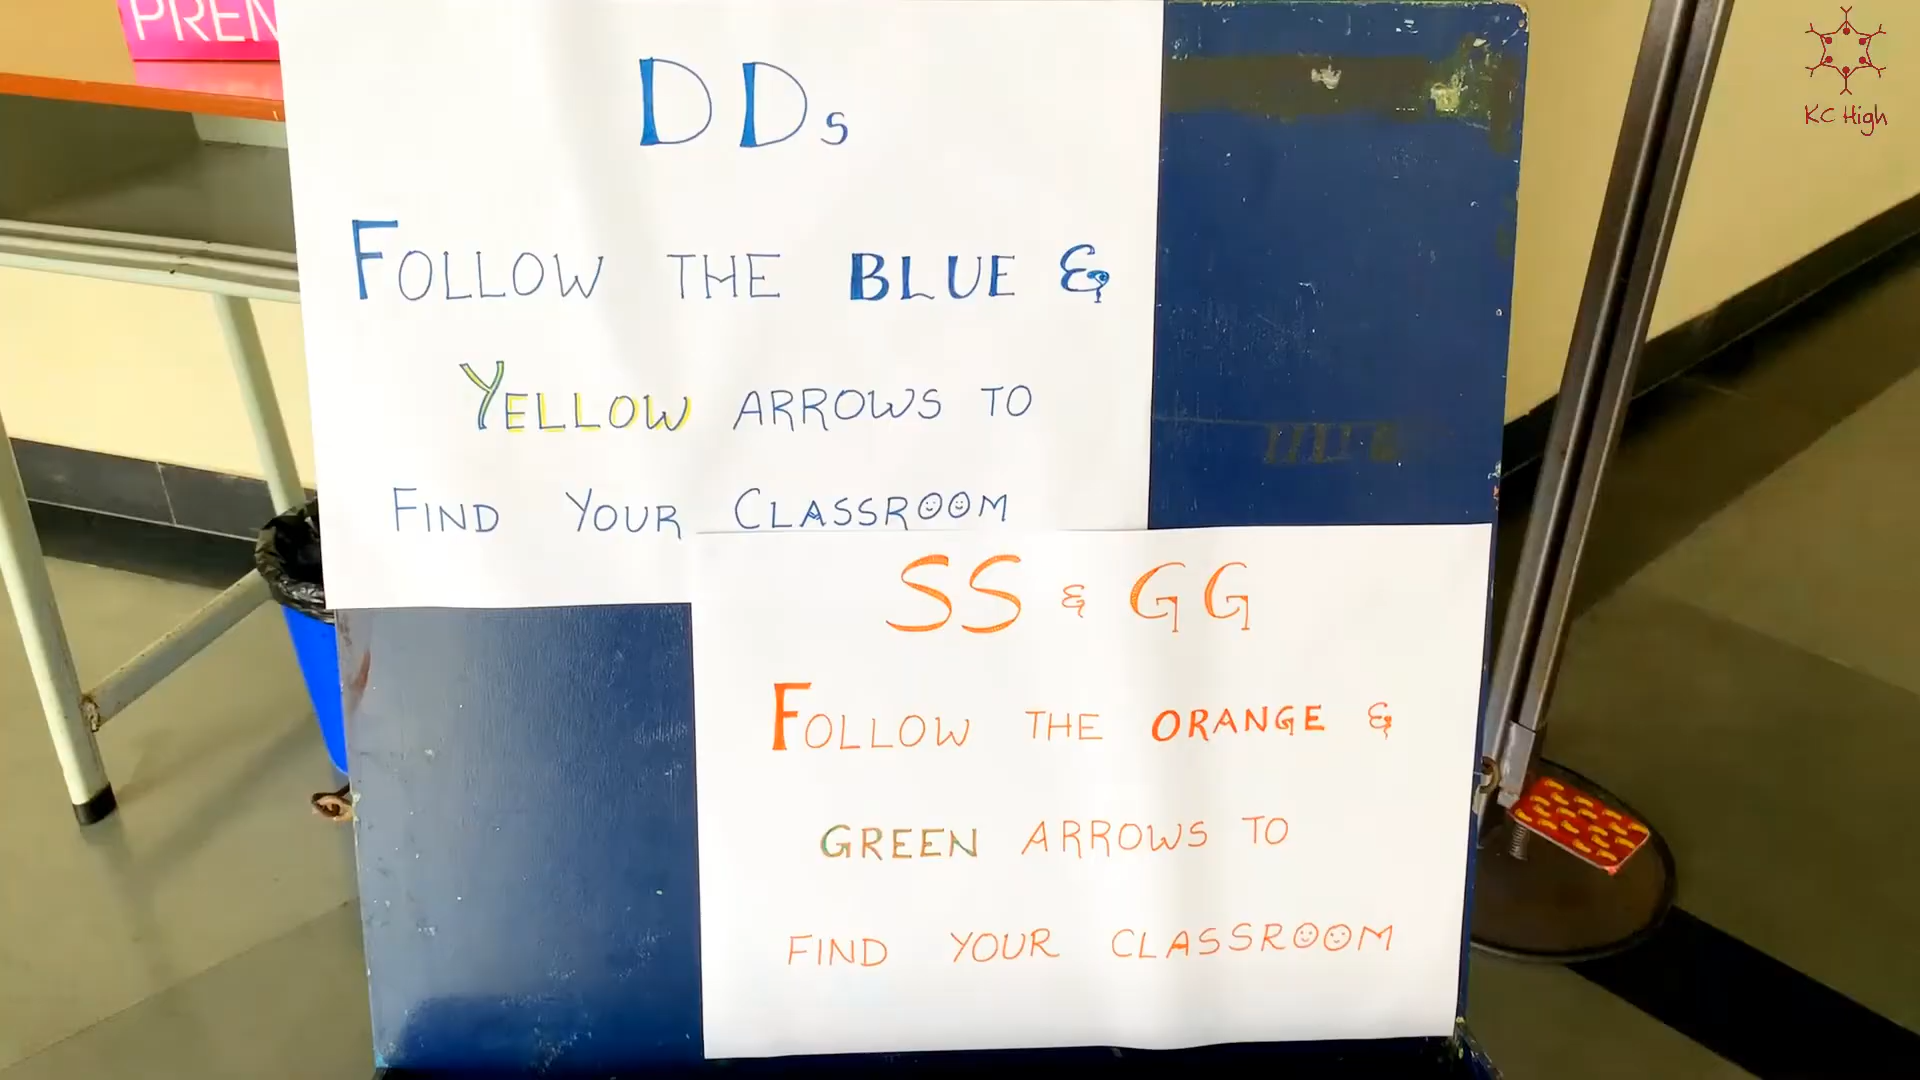 PREM
DDs
FOLLOW THE BLUE &
YELLOW ARROWS TO
FIND YOUR CLASSROOM
SS & GG
FOLLOW THE ORANGE &
GREEN ARROWS TO
FIND YOUR CLASSROOM
KC High